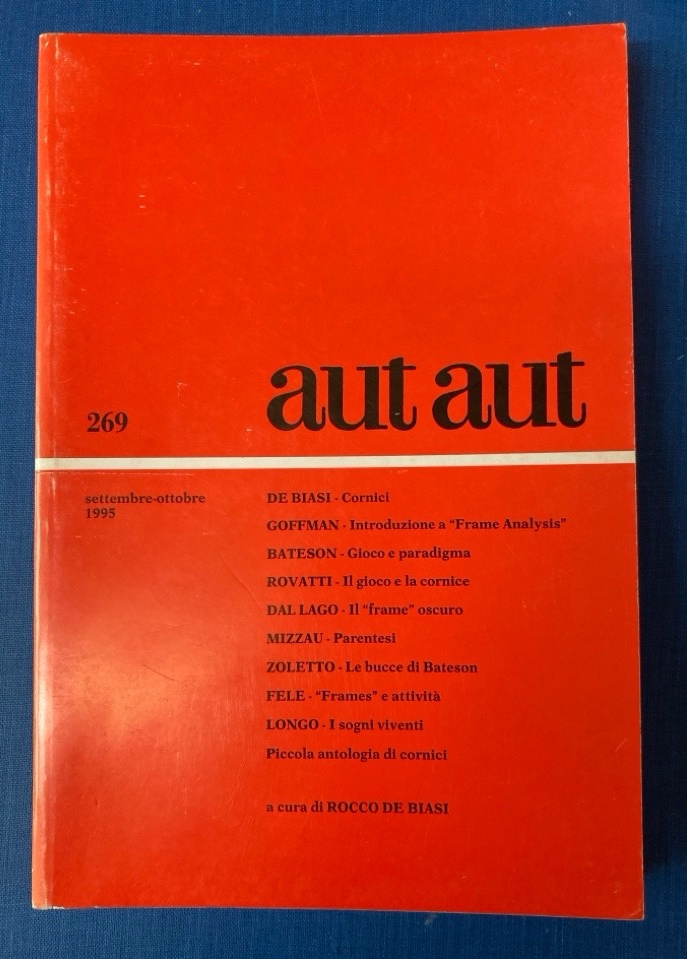 269
aut aut
settembre-ottobre
1995
DE BIASI - Cornici
GOFFMAN - Introduzione a “Frame Analysis”
BATESON - Gioco e paradigma
ROVATTI - Il gioco e la cornice
DAL LAGO - Il “frame” oscuro
MIZZAU - Parentesi
ZOLETTO - Le bucce di Bateson
FELE - “Frames” e attività
LONGO - I sogni viventi
Piccola antologia di cornici
a cura di ROCCO DE BIASI